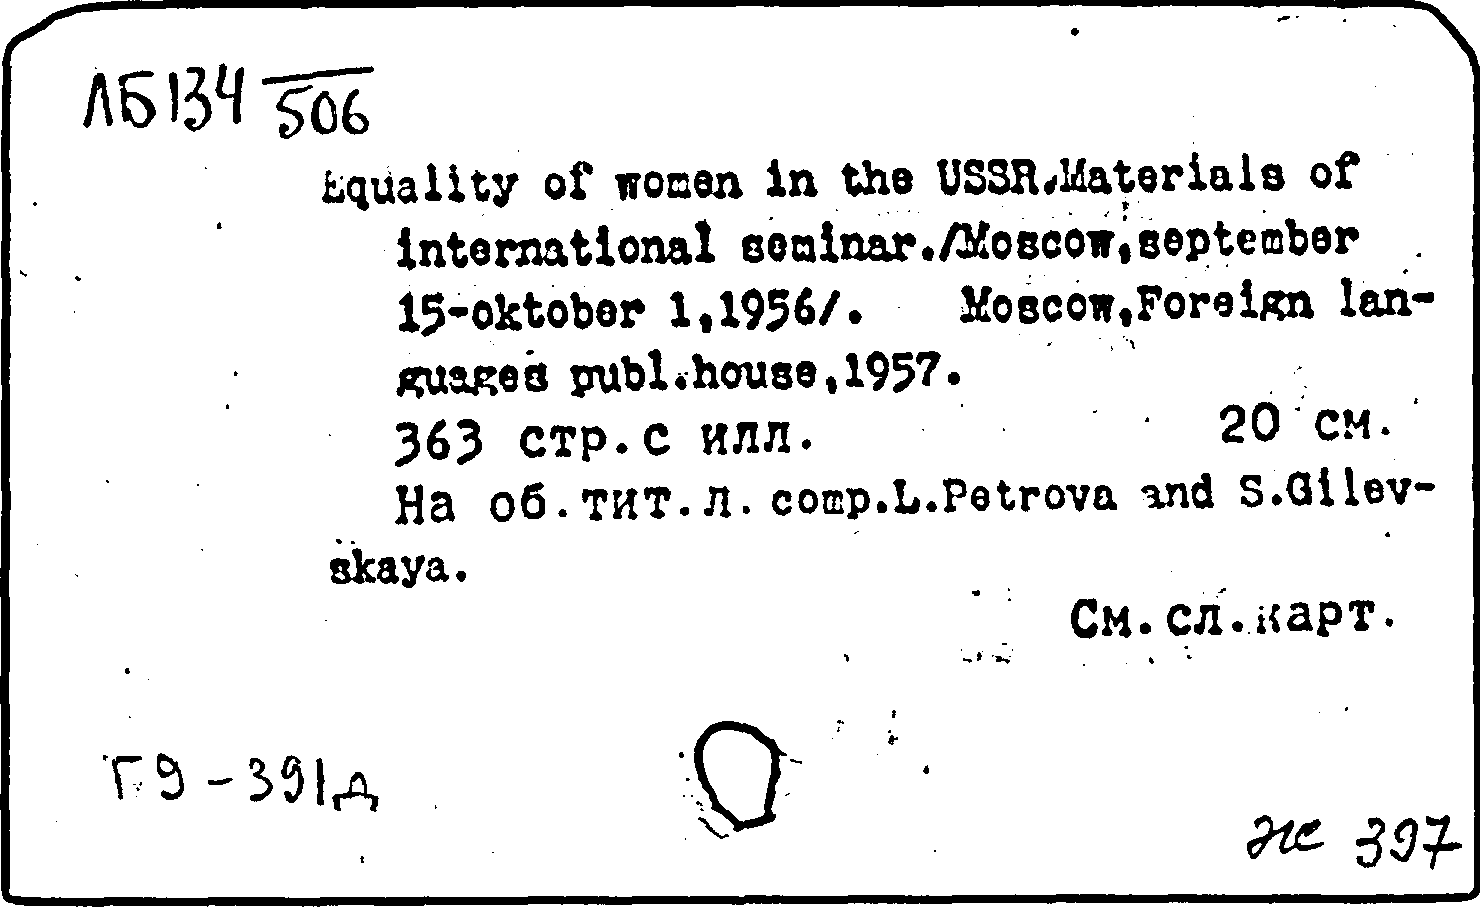 ЛБ134 506
Equality of women in the USSR.Materials of
international seminar./Moscow,september
15-oktober 1,1956/. Moscow,Foreign lan-
guages publ.house,1957.
363 стр.с илл. 20 см.
На об.тит.л. comp.L.Petrova and S.Gilev-
skaya.
См.сл.карт.
Г9-391д
же 397